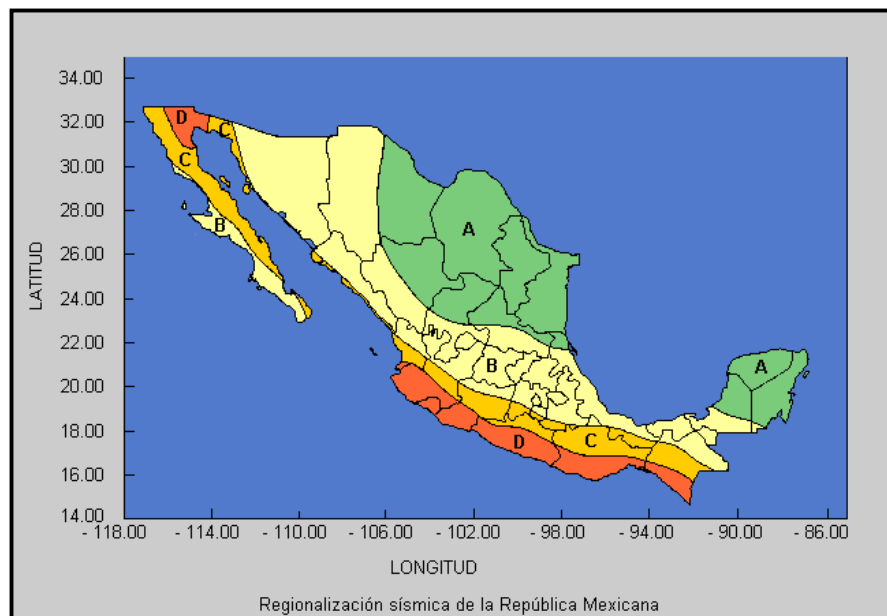 34.00
32.00
30.00
28.00
26.00
24.00
22.00
20.00
18.00
16.00
14.00
LATITUD
D
C
C
B
A
A
B
C
D
- 118.00 - 114.00 - 110.00 - 106.00 - 102.00 - 98.00 - 94.00 - 90.00 - 86.00
LONGITUD
Regionalización sísmica de la República Mexicana